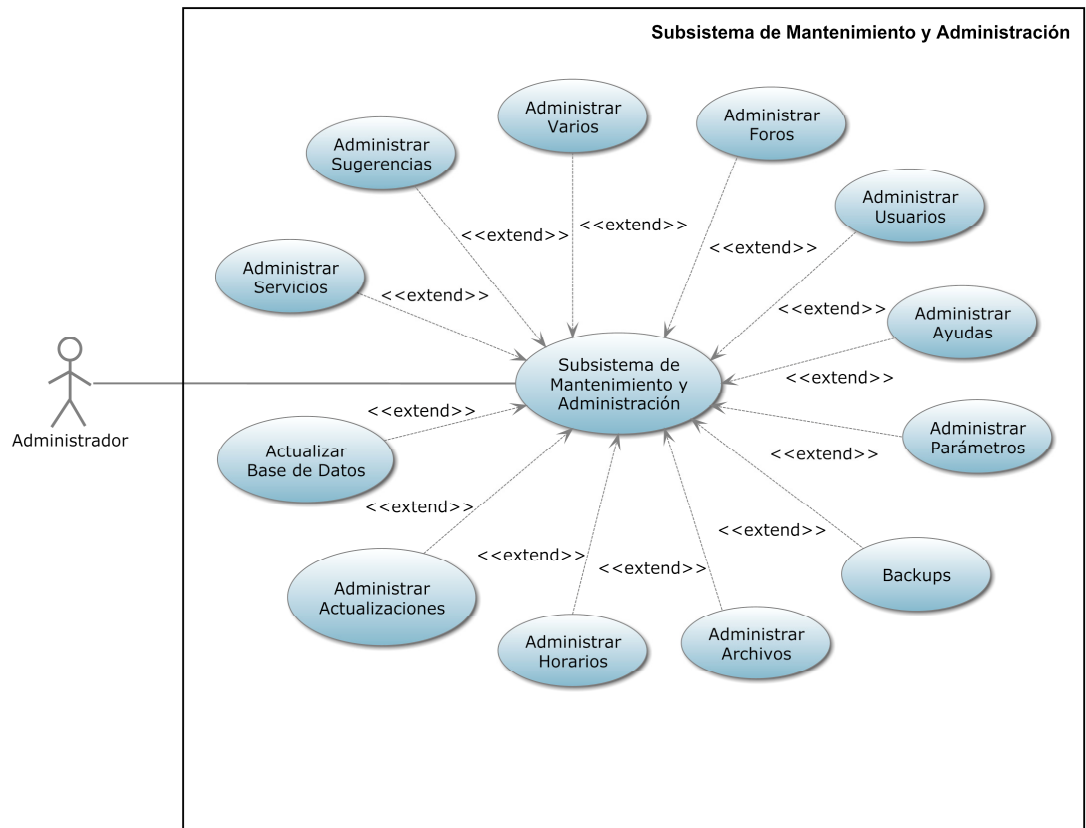 Subsistema de Mantenimiento y Administración
Administrar
Varios
Administrar
Foros
Administrar
Sugerencias
Administrar
Usuarios
<<extend>>
<<extend>>
<<extend>>
Administrar
Servicios
<<extend>>
<<extend>>
Administrar
Ayudas
Subsistema de
Mantenimiento y
Administración
<<extend>>
Administrador
<<extend>>
Actualizar
Base de Datos
Administrar
Parámetros
<<extend>>
<<extend>>
<<extend>>
<<extend>>
<<extend>>
Backups
Administrar
Actualizaciones
Administrar
Horarios
Administrar
Archivos